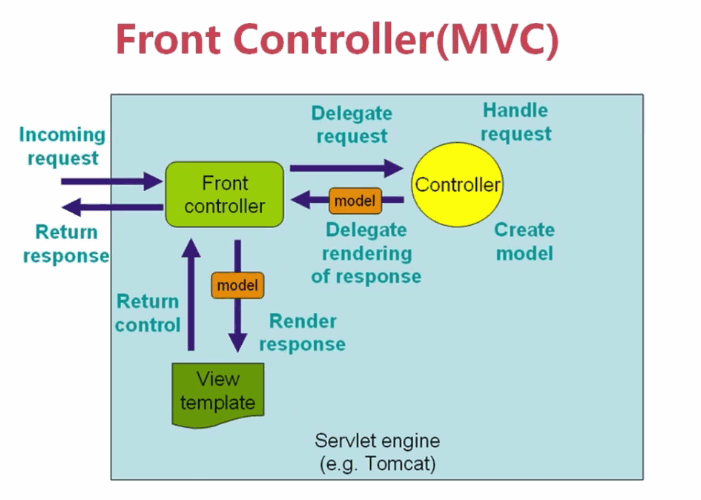 Front Controller(MVC)
Incoming
request
Return
response
Front
controller
Delegate
request
Handle
request
Controller
model
Delegate
rendering
of response
Create
model
model
Return
control
Render
response
View
template
Servlet engine
(e.g. Tomcat)